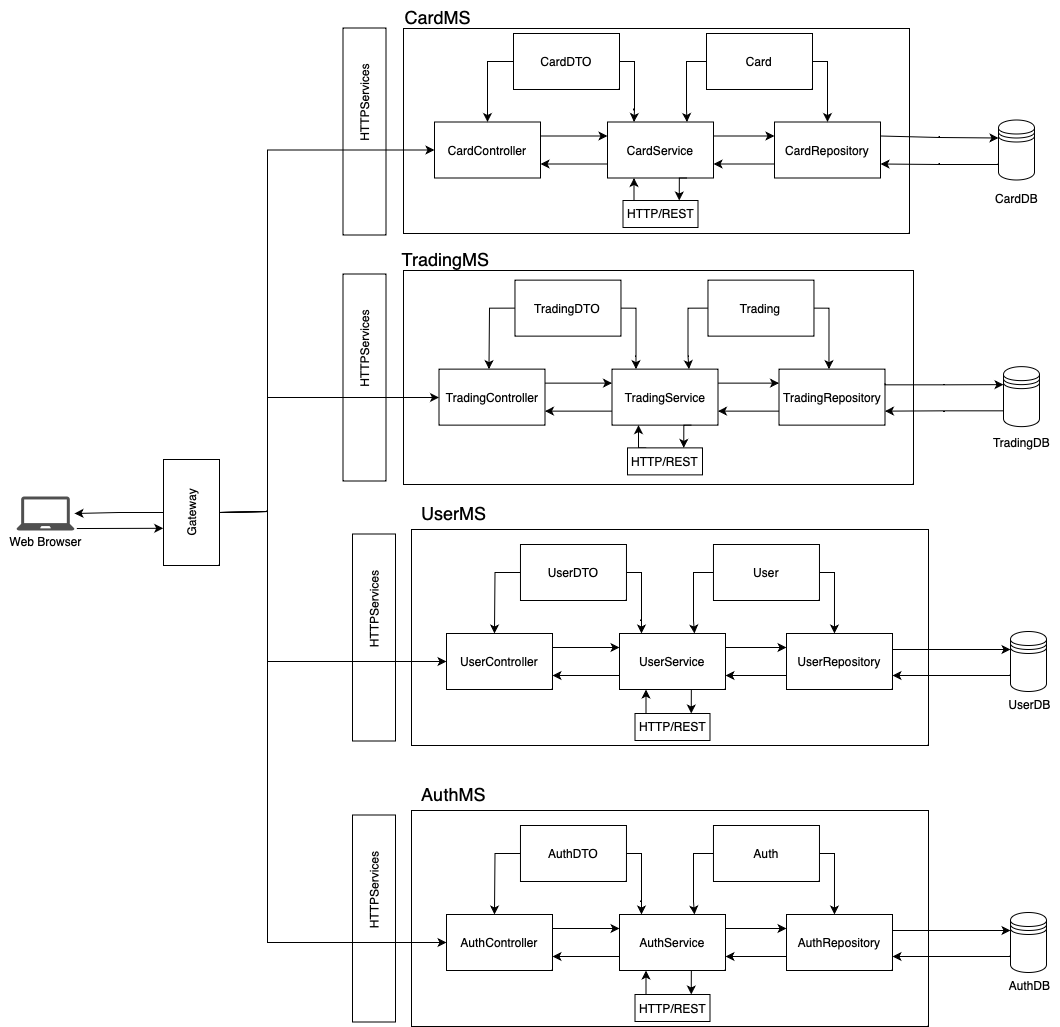 CardMS
HTTPServices
CardDTO
Card
CardController
CardService
CardRepository
HTTP/REST
CardDB
TradingMS
HTTPServices
TradingDTO
Trading
TradingController
TradingService
TradingRepository
HTTP/REST
TradingDB
Gateway
Web Browser
UserMS
HTTPServices
UserDTO
User
UserController
UserService
UserRepository
HTTP/REST
UserDB
AuthMS
HTTPServices
AuthDTO
Auth
AuthController
AuthService
AuthRepository
HTTP/REST
AuthDB